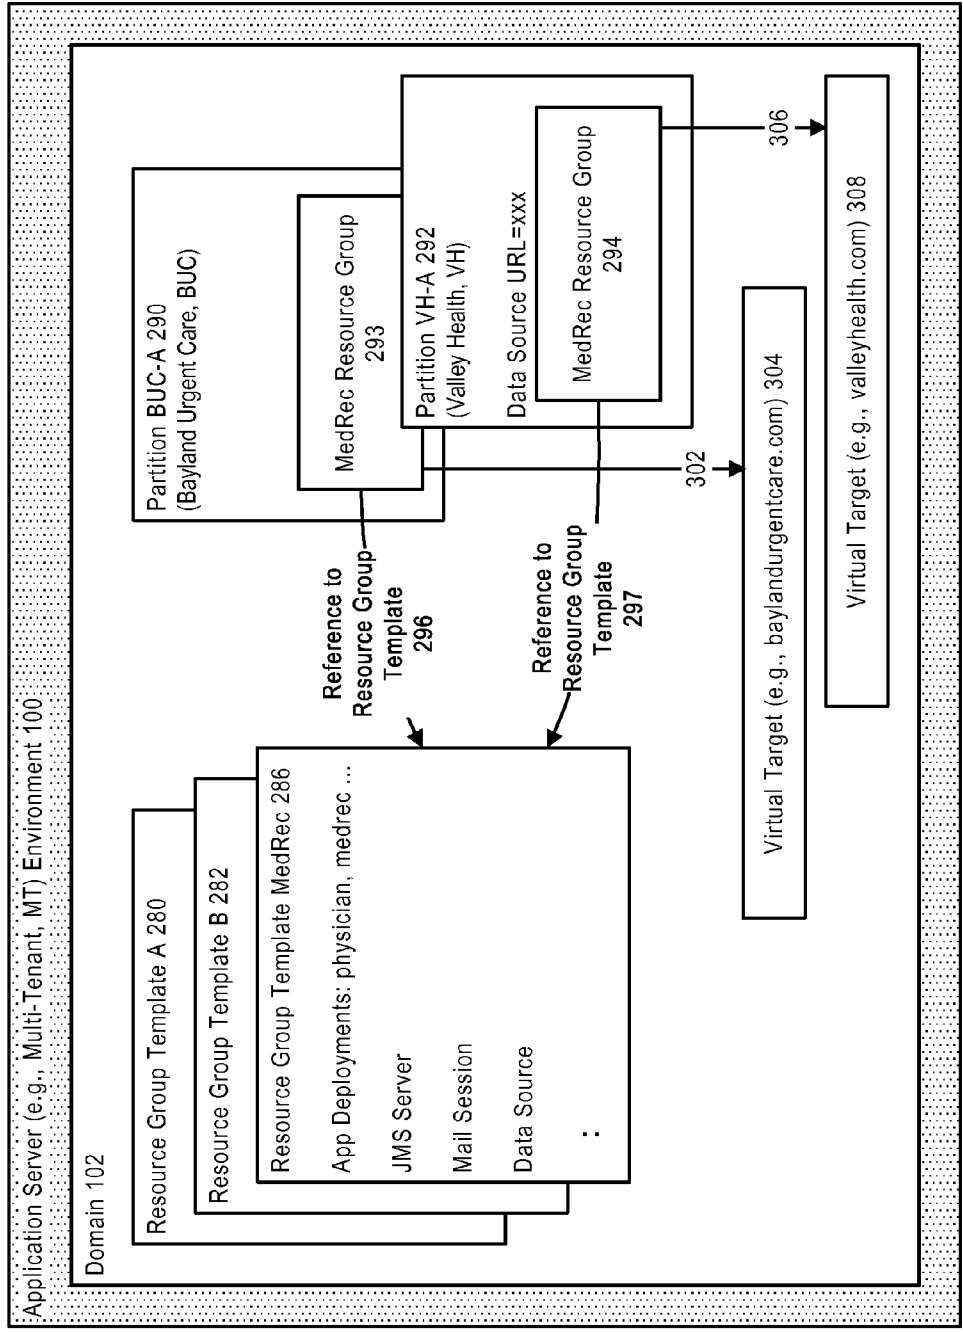 Application Server (e.g., Multi-Tenant, MT) Environment 100
Domain 102
Resource Group Template A 280
Resource Group Template B 282
Resource Group Template MedRec 286
App Deployments: physician, medrec ...
JMS Server
Mail Session
Data Source
:
Reference to
Resource Group
Template
296
Reference to
Resource Group
Template
297
Partition BUC-A 290
(Bayland Urgent Care, BUC)
MedRec Resource Group
293
Partition VH-A 292
(Valley Health, VH)
Data Source URL=xxx
MedRec Resource Group
294
302
306
Virtual Target (e.g., baylandurgentcare.com) 304
Virtual Target (e.g., valleyhealth.com) 308